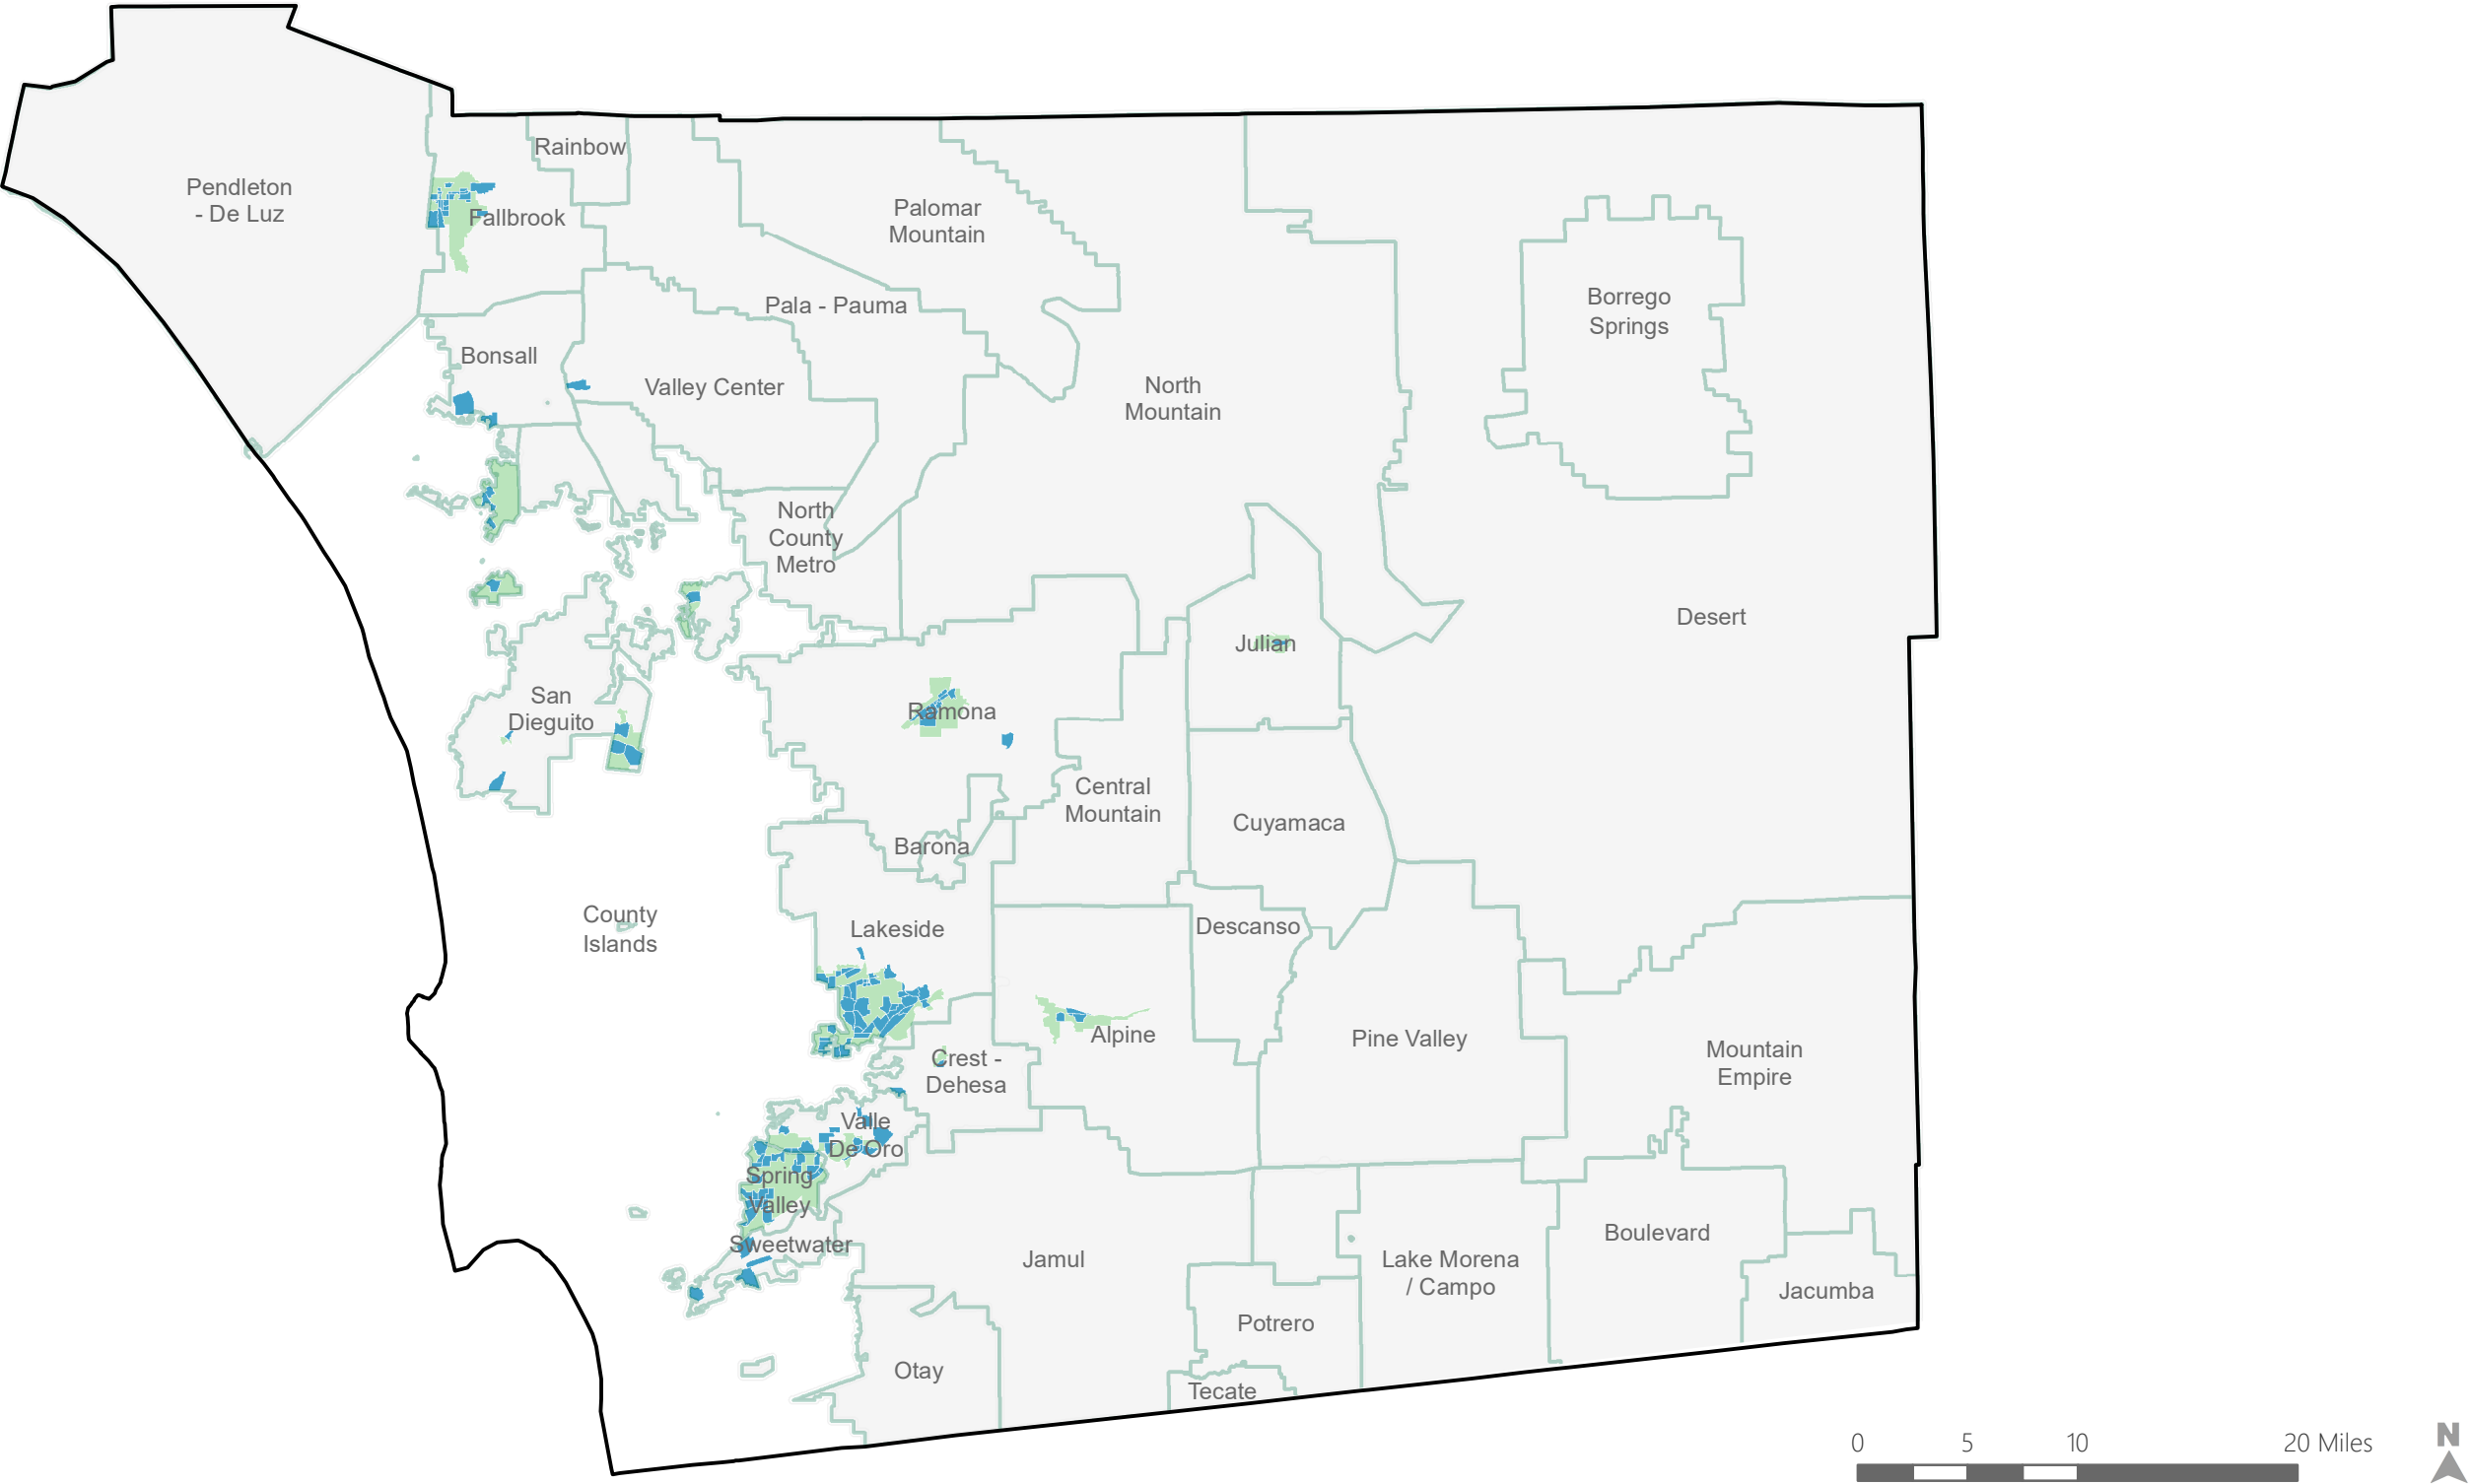 Rainbow
Pendleton
- De Luz
Fallbrook
Palomar
Mountain
Pala - Pauma
Borrego
Springs
Bonsall
Valley Center
North
Mountain
North
County
Metro
Desert
Julian
San
Dieguito
Ramona
Central
Mountain
Cuyamaca
Barona
County
Islands
Lakeside
Descanso
Alpine
Pine Valley
Crest -
Dehesa
Mountain
Empire
Valle
De Oro
Spring
Valley
Sweetwater
Jamul
Boulevard
Lake Morena
/ Campo
Jacumba
Potrero
Otay
Tecate
0 5 10 20 Miles
N